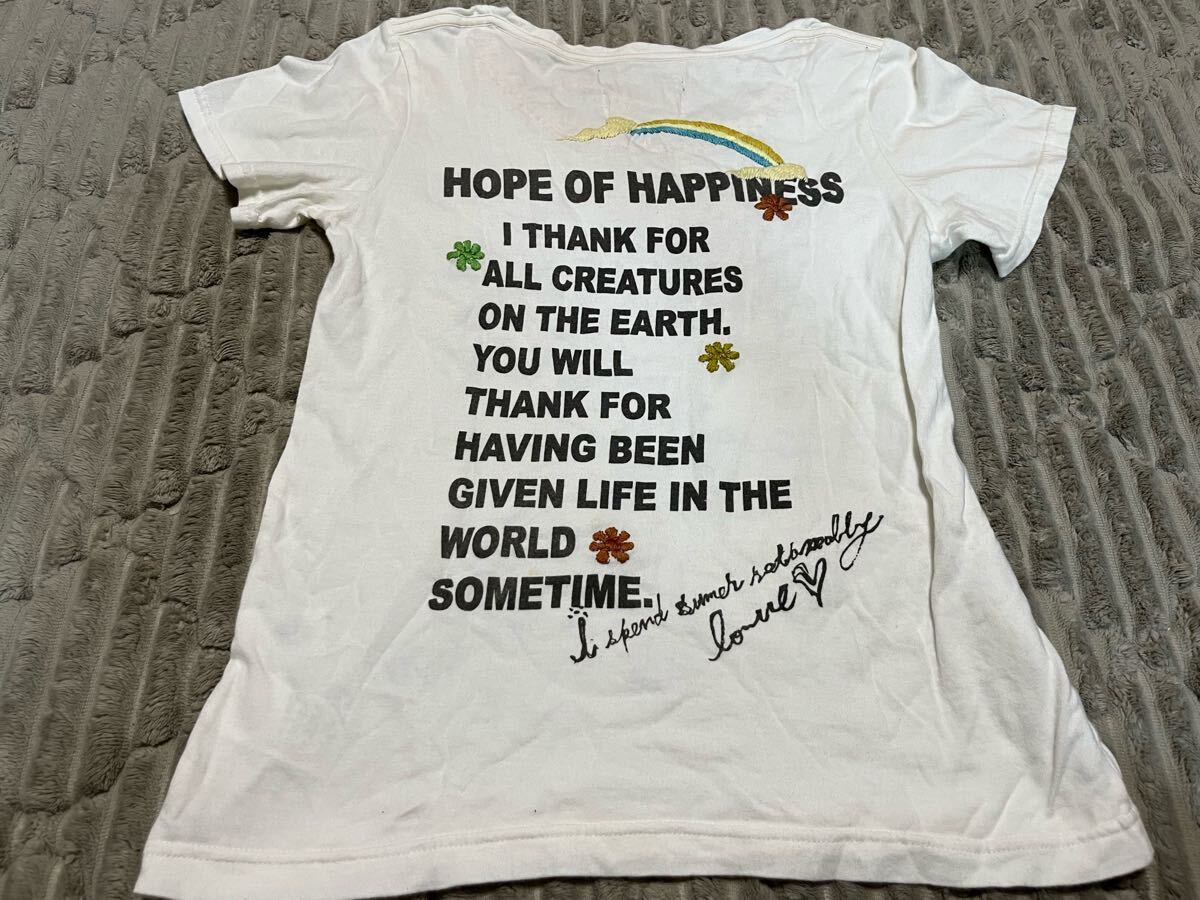 HOPE OF HAPPINESS
I THANK FOR
ALL CREATURES
ON THE EARTH.
YOU WILL
THANK FOR
HAVING BEEN
GIVEN LIFE IN THE
WORLD
SOMETIME.
I spend sumer